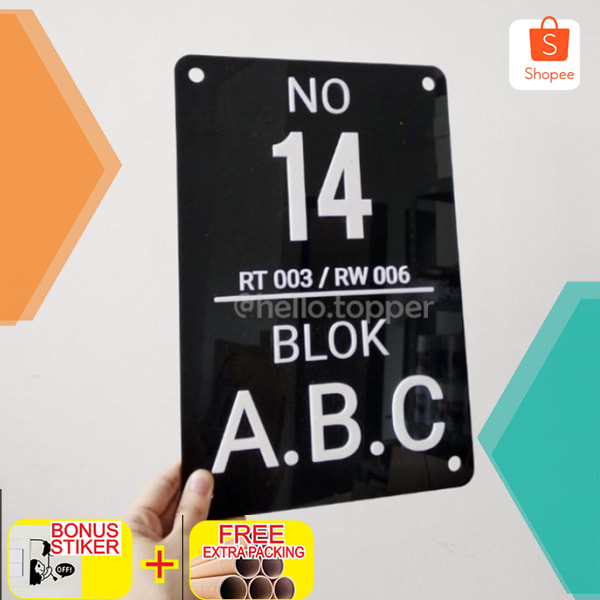 Shopee
NO
14
RT 003 / RW 006
@hello.topper
BLOK
A.B.C
BONUS
STIKER
OFF!
+
FREE
EXTRA PACKING